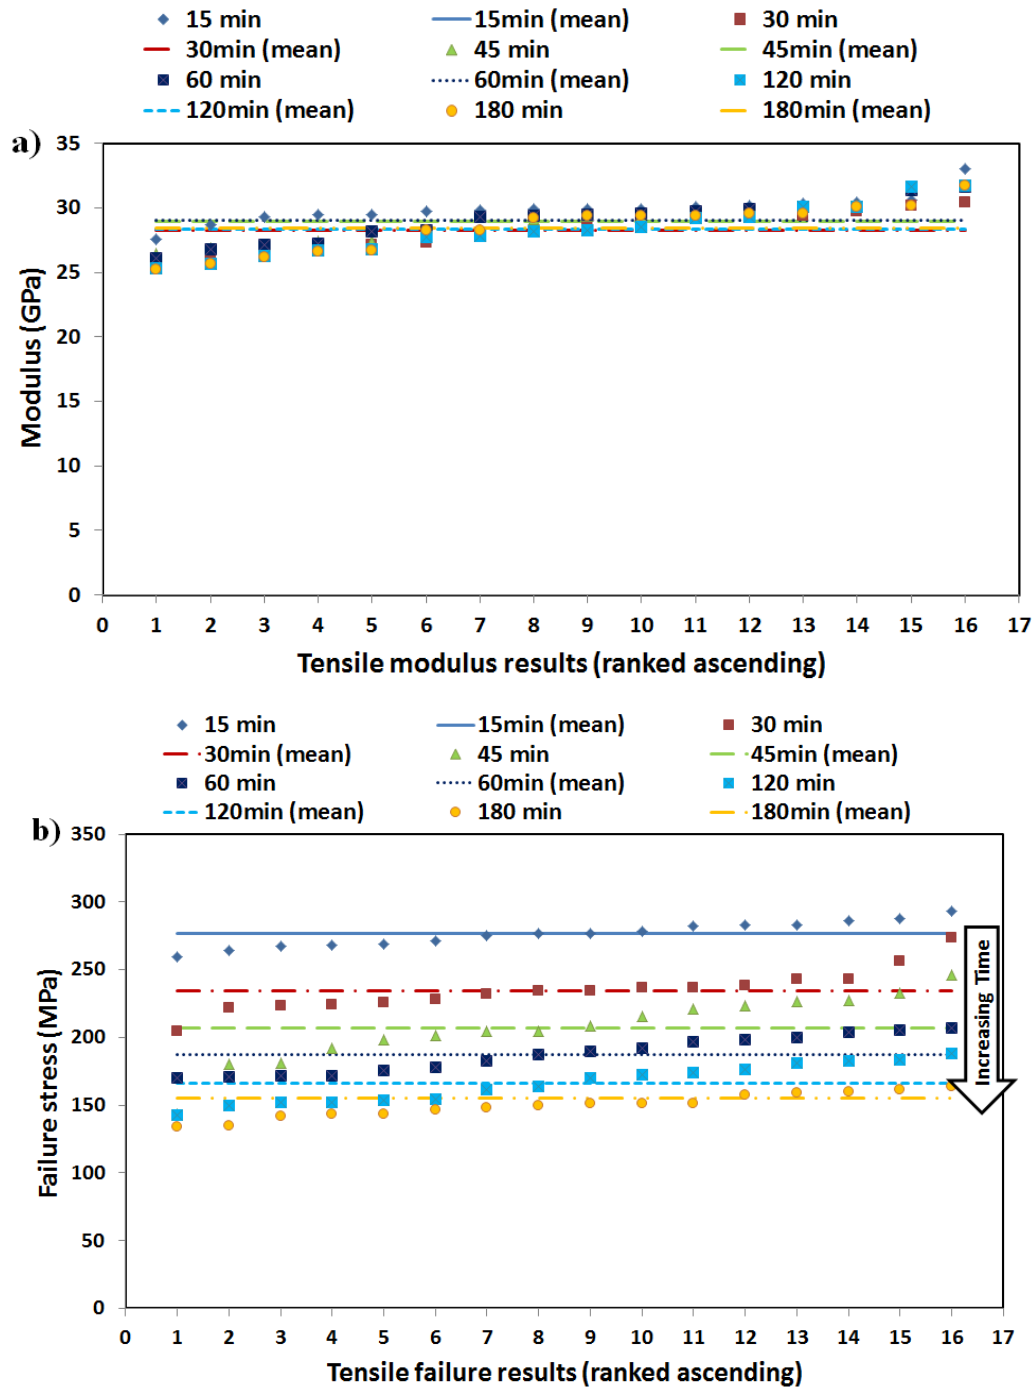 15 min 15min (mean) 30 min
30min (mean) 45 min 45min (mean)
60 min 60min (mean) 120 min
120min (mean) 180 min 180min (mean)
a)
35
30
25
20
15
10
5
0
Modulus (GPa)
0 1 2 3 4 5 6 7 8 9 10 11 12 13 14 15 16 17
Tensile modulus results (ranked ascending)
15 min 15min (mean) 30 min
30min (mean) 45 min 45min (mean)
60 min 60min (mean) 120 min
120min (mean) 180 min 180min (mean)
b)
350
300
250
200
150
100
50
0
Failure stress (MPa)
Increasing Time
0 1 2 3 4 5 6 7 8 9 10 11 12 13 14 15 16 17
Tensile failure results (ranked ascending)